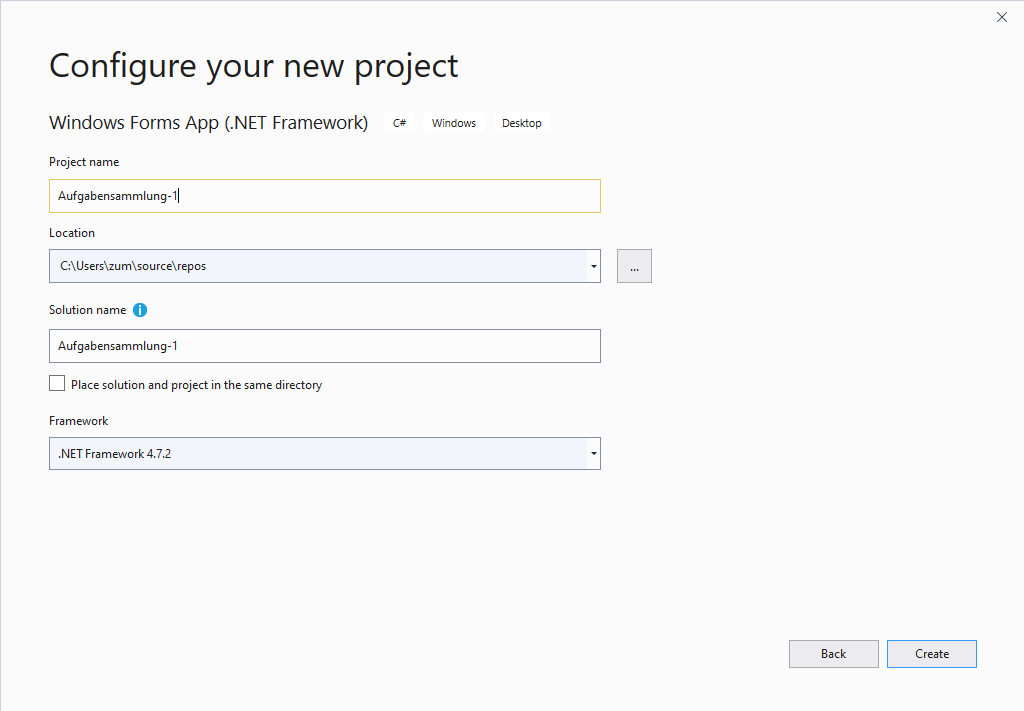 Configure your new project
Windows Forms App (.NET Framework) C# Windows Desktop
Project name
Aufgabensammlung-1
Location
C:\Users\zum\source\repos
...
Solution name
Aufgabensammlung-1
Place solution and project in the same directory
Framework
.NET Framework 4.7.2
Back Create